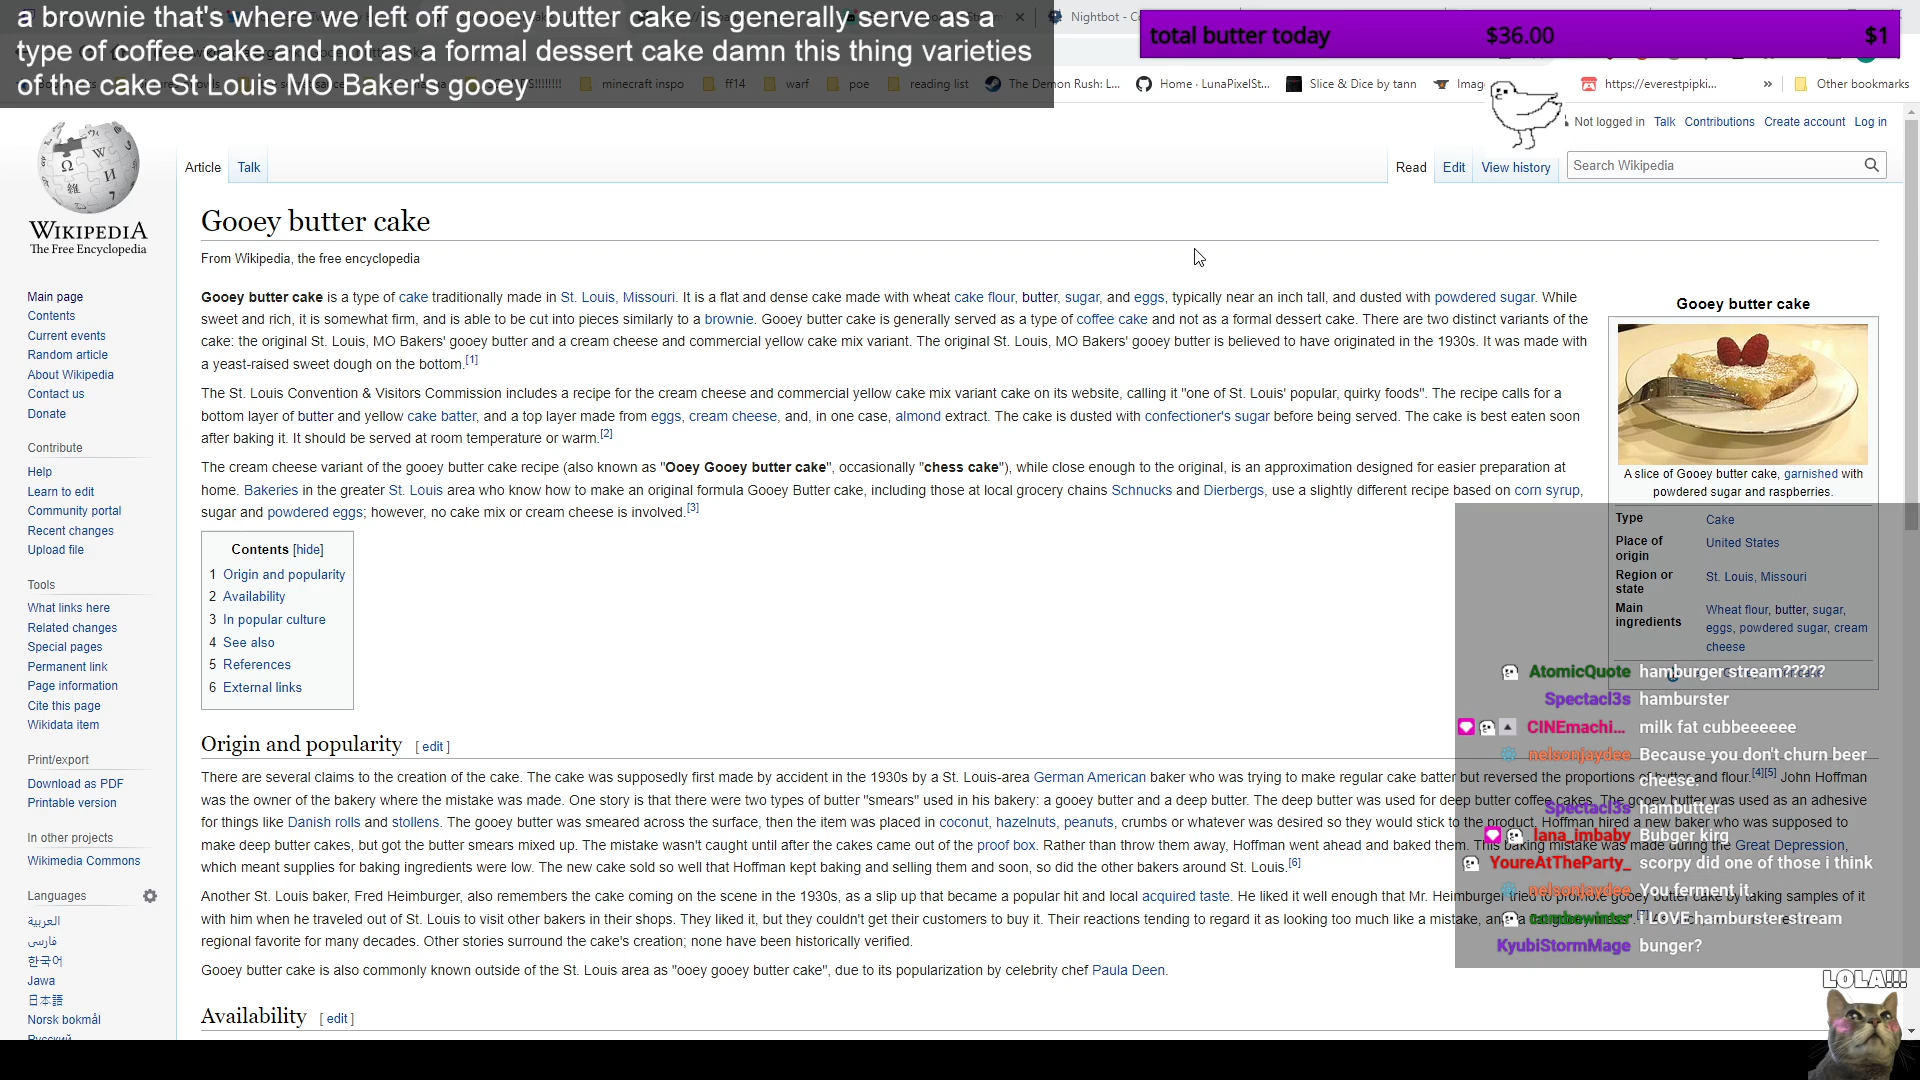 a brownie that's where we left off gooey butter cake is generally serve as a
type of coffee cake and not as a formal dessert cake damn this thing varieties
of the cake St Louis MO Baker's gooey
Nightbot - C
total butter today $36.00 $1
minecraft inspo ff14 warf poe reading list The Demon Rush: L... Home · LunaPixelSt... Slice & Dice by tann Imag https://everestpipki... » Other bookmarks
Not logged in Talk Contributions Create account Log in
WIKIPEDIA
The Free Encyclopedia
Article Talk Read Edit View history Search Wikipedia
Gooey butter cake
From Wikipedia, the free encyclopedia
Main page
Contents
Current events
Random article
About Wikipedia
Contact us
Donate
Contribute
Help
Learn to edit
Community portal
Recent changes
Upload file
Tools
What links here
Related changes
Special pages
Permanent link
Page information
Cite this page
Wikidata item
Print/export
Download as PDF
Printable version
In other projects
Wikimedia Commons
Languages
العربية
فارسی
한국어
Jawa
日本語
Norsk bokmål
Русский
Gooey butter cake is a type of cake traditionally made in St. Louis, Missouri. It is a flat and dense cake made with wheat cake flour, butter, sugar, and eggs, typically near an inch tall, and dusted with powdered sugar. While
sweet and rich, it is somewhat firm, and is able to be cut into pieces similarly to a brownie. Gooey butter cake is generally served as a type of coffee cake and not as a formal dessert cake. There are two distinct variants of the
cake: the original St. Louis, MO Bakers' gooey butter and a cream cheese and commercial yellow cake mix variant. The original St. Louis, MO Bakers' gooey butter is believed to have originated in the 1930s. It was made with
a yeast-raised sweet dough on the bottom.[1]
The St. Louis Convention & Visitors Commission includes a recipe for the cream cheese and commercial yellow cake mix variant cake on its website, calling it "one of St. Louis' popular, quirky foods". The recipe calls for a
bottom layer of butter and yellow cake batter, and a top layer made from eggs, cream cheese, and, in one case, almond extract. The cake is dusted with confectioner's sugar before being served. The cake is best eaten soon
after baking it. It should be served at room temperature or warm.[2]
The cream cheese variant of the gooey butter cake recipe (also known as "Ooey Gooey butter cake", occasionally "chess cake"), while close enough to the original, is an approximation designed for easier preparation at
home. Bakeries in the greater St. Louis area who know how to make an original formula Gooey Butter cake, including those at local grocery chains Schnucks and Dierbergs, use a slightly different recipe based on corn syrup,
sugar and powdered eggs; however, no cake mix or cream cheese is involved.[3]
Contents [hide]
1 Origin and popularity
2 Availability
3 In popular culture
4 See also
5 References
6 External links
Gooey butter cake
A slice of Gooey butter cake, garnished with
powdered sugar and raspberries.
Type Cake
Place of origin United States
Region or state St. Louis, Missouri
Main ingredients Wheat flour, butter, sugar,
eggs, powdered sugar, cream
cheese
Origin and popularity [ edit ]
There are several claims to the creation of the cake. The cake was supposedly first made by accident in the 1930s by a St. Louis-area German American baker who was trying to make regular cake batter but reversed the proportions of butter and flour.[4][5] John Hoffman
was the owner of the bakery where the mistake was made. One story is that there were two types of butter "smears" used in his bakery: a gooey butter and a deep butter. The deep butter was used for deep butter coffee cakes. The gooey butter was used as an adhesive
for things like Danish rolls and stollens. The gooey butter was smeared across the surface, then the item was placed in coconut, hazelnuts, peanuts, crumbs or whatever was desired so they would stick to the product. Hoffman hired a new baker who was supposed to
make deep butter cakes, but got the butter smears mixed up. The mistake wasn't caught until after the cakes came out of the proof box. Rather than throw them away, Hoffman went ahead and baked them. This baking mistake was made during the Great Depression,
which meant supplies for baking ingredients were low. The new cake sold so well that Hoffman kept baking and selling them and soon, so did the other bakers around St. Louis.[6]
Another St. Louis baker, Fred Heimburger, also remembers the cake coming on the scene in the 1930s, as a slip up that became a popular hit and local acquired taste. He liked it well enough that Mr. Heimburger tried to promote gooey butter cake by taking samples of it
with him when he traveled out of St. Louis to visit other bakers in their shops. They liked it, but they couldn't get their customers to buy it. Their reactions tending to regard it as looking too much like a mistake, and
regional favorite for many decades. Other stories surround the cake's creation; none have been historically verified.
Gooey butter cake is also commonly known outside of the St. Louis area as "ooey gooey butter cake", due to its popularization by celebrity chef Paula Deen.
Availability [ edit ]
AtomicQuote hamburger stream?????
Spectacl3s hamburster
CINEmachi... milk fat cubbeeeeee
nelsonjaydee Because you don't churn beer
cheese.
Spectacl3s hambutter
lana_imbaby Bubger kirg
YoureAtTheParty_ scorpy did one of those i think
nelsonjaydee You ferment it.
i LOVE hamburster stream
KyubiStormMage bunger?
LOLA!!!